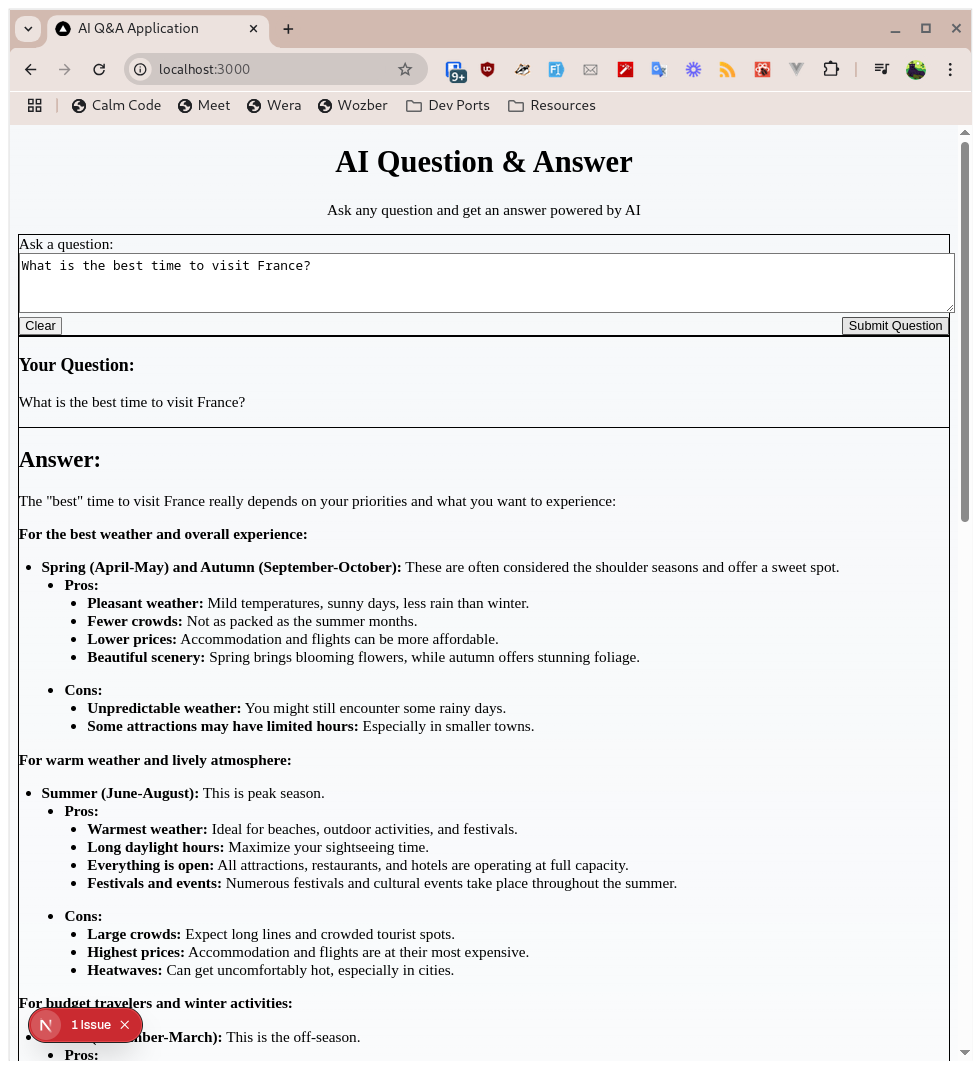 AI Q&A Application
localhost:3000
9+
Calm Code
Meet
Wera
Wozber
Dev Ports
Resources
AI Question & Answer
Ask any question and get an answer powered by AI
Ask a question:
What is the best time to visit France?
Clear
Submit Question
Your Question:
What is the best time to visit France?
Answer:
The "best" time to visit France really depends on your priorities and what you want to experience:
For the best weather and overall experience:
Spring (April-May) and Autumn (September-October): These are often considered the shoulder seasons and offer a sweet spot.
Pros:
Pleasant weather: Mild temperatures, sunny days, less rain than winter.
Fewer crowds: Not as packed as the summer months.
Lower prices: Accommodation and flights can be more affordable.
Beautiful scenery: Spring brings blooming flowers, while autumn offers stunning foliage.
Cons:
Unpredictable weather: You might still encounter some rainy days.
Some attractions may have limited hours: Especially in smaller towns.
For warm weather and lively atmosphere:
Summer (June-August): This is peak season.
Pros:
Warmest weather: Ideal for beaches, outdoor activities, and festivals.
Long daylight hours: Maximize your sightseeing time.
Everything is open: All attractions, restaurants, and hotels are operating at full capacity.
Festivals and events: Numerous festivals and cultural events take place throughout the summer.
Cons:
Large crowds: Expect long lines and crowded tourist spots.
Highest prices: Accommodation and flights are at their most expensive.
Heatwaves: Can get uncomfortably hot, especially in cities.
For budget travelers and winter activities:
N 1 Issue
This is the off-season.
Pros: